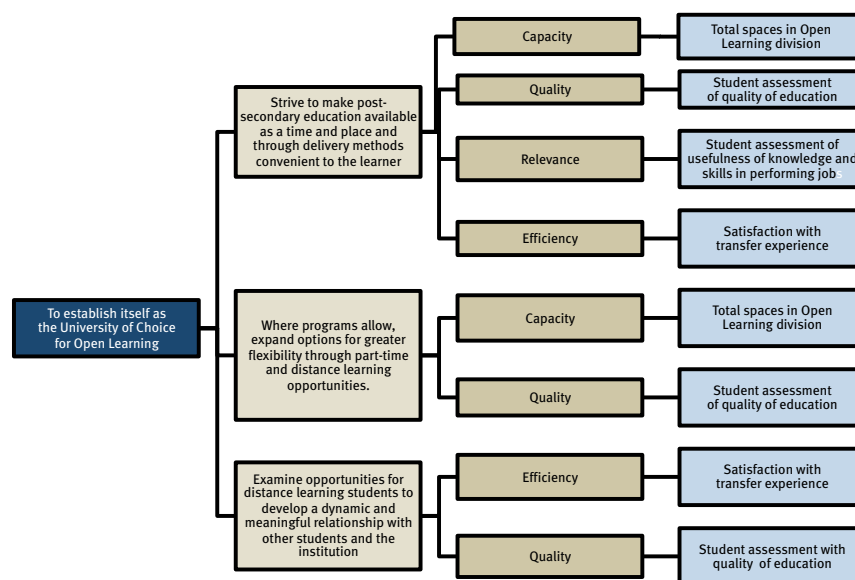 Capacity
Total spaces in Open
Learning division
Strive to make post-
secondary education available
as a time and place and
through delivery methods
convenient to the learner
Quality
Student assessment
of quality of education
Relevance
Student assessment of
usefulness of knowledge and
skills in performing jobs
Efficiency
Satisfaction with
transfer experience
To establish itself as
the University of Choice
for Open Learning
Where programs allow,
expand options for greater
flexibility through part-time
and distance learning
opportunities.
Capacity
Total spaces in Open
Learning division
Quality
Student assessment
of quality of education
Examine opportunities for
distance learning students to
develop a dynamic and
meaningful relationship with
other students and the
institution
Efficiency
Satisfaction with
transfer experience
Quality
Student assessment with
quality of education